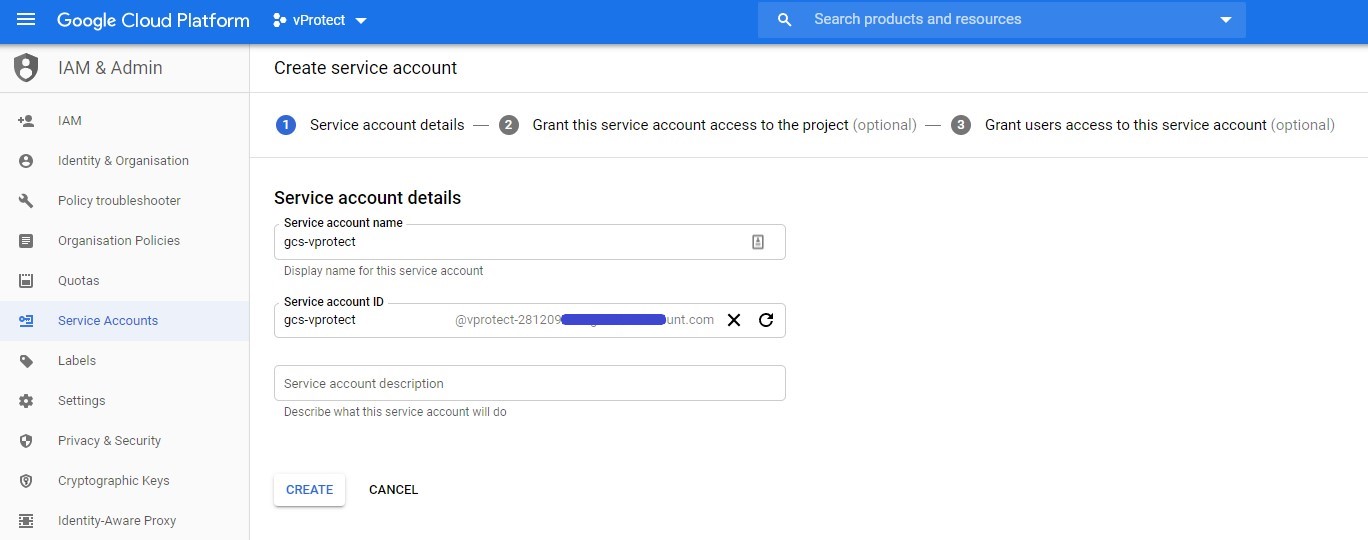 Google Cloud Platform
vProtect
Search products and resources
IAM & Admin
Create service account
1 Service account details — 2 Grant this service account access to the project (optional) — 3 Grant users access to this service account (optional)
IAM
Identity & Organisation
Policy troubleshooter
Organisation Policies
Quotas
Service Accounts
Labels
Settings
Privacy & Security
Cryptographic Keys
Identity-Aware Proxy
Service account details
Service account name
gcs-vprotect
Display name for this service account
Service account ID
gcs-vprotect @vprotect-281209 unt.com
Service account description
Describe what this service account will do
CREATE CANCEL